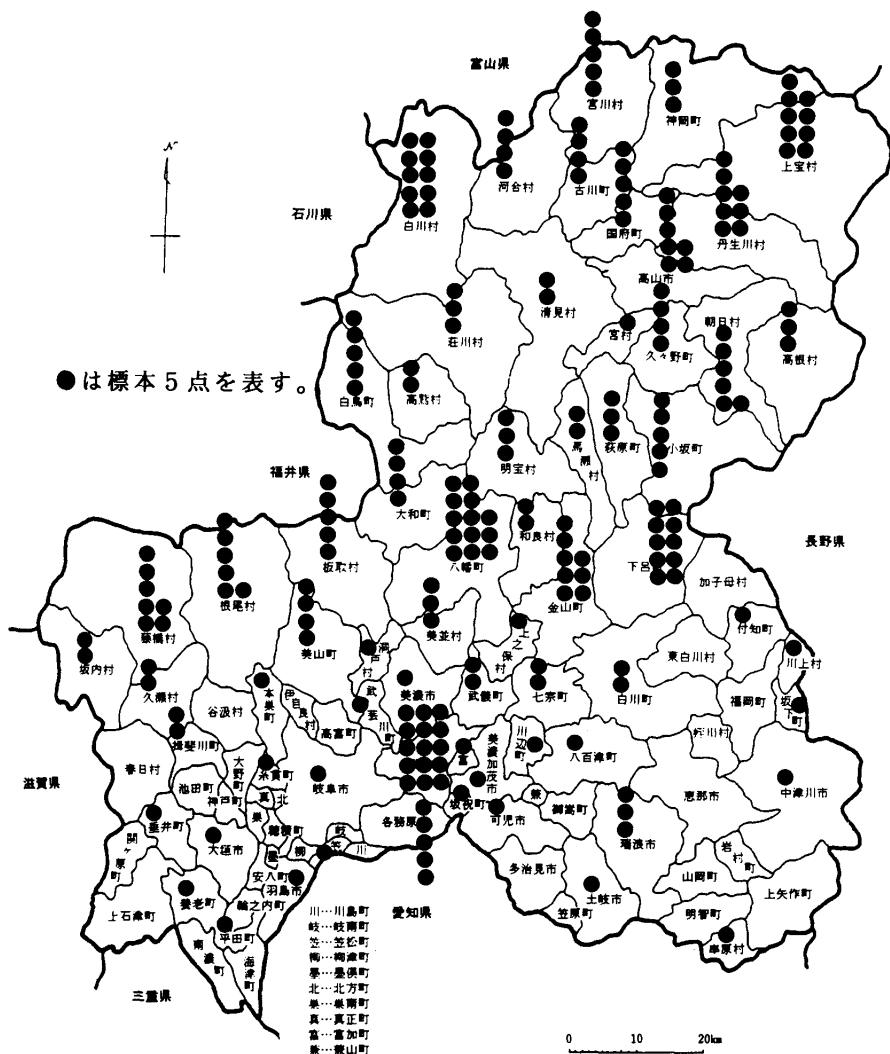 富山県
宮川村
神岡町
上宝村
N
河合村
古川町
石川県
白川村
国府町
丹生川村
高山市
清見村
荘川村
宮村
朝日村
久々野町
高根村
●は標本5点を表す。
白鳥町
高鷲村
馬瀬村
萩原町
小坂町
明宝村
福井県
大和町
和良村
長野県
板取村
八幡町
下呂
加子母村
根尾村
金山町
藤橋村
美山町
美並村
上之保村
付知町
坂内村
洞戸村
東白川村
川上村
久瀬村
美濃市
武儀町
七宗町
白川町
本巣町
伊自良村
武芸川町
福岡町
坂下町
谷汲村
高富町
揖斐川町
川辺町
蛭川村
滋賀県
春日村
大野町
糸貫町
岐阜市
富
美濃加茂市
八百津町
中津川市
池田町
神戸町
真
北
坂祝町
兼
恵那市
関ヶ原町
垂井町
巣
穂積町
各務原
可児市
御嵩町
大垣市
墨
柳
岐
笠
川
瑞浪市
岩村町
安八町
羽島市
多治見市
山岡町
養老町
輪之内町
土岐市
上矢作町
上石津町
愛知県
笠原町
明智町
平田町
串原村
南濃町
海津町
三重県
川…川島町
岐…岐南町
笠…笠松町
柳…柳津町
墨…墨俣町
北…北方町
巣…巣南町
真…真正町
富…富加町
兼…兼山町
0 10 20km